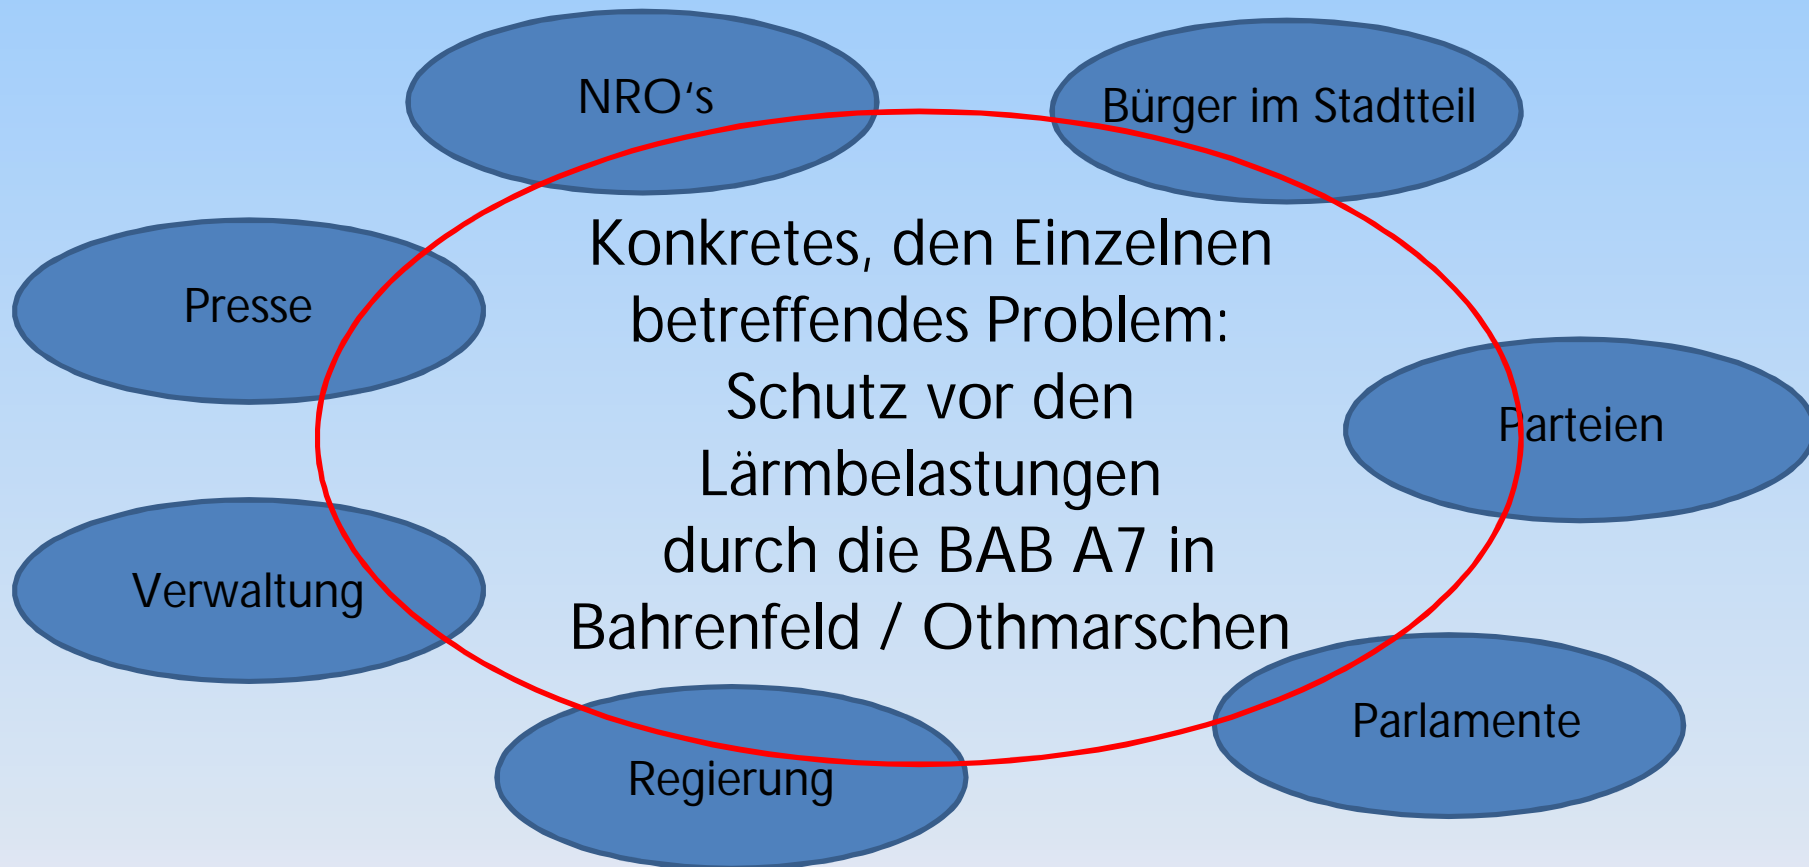 NRO‘s
Bürger im Stadtteil
Konkretes, den Einzelnen
betreffendes Problem:
Schutz vor den
Lärmbelastungen
durch die BAB A7 in
Bahrenfeld / Othmarschen
Presse
Parteien
Verwaltung
Parlamente
Regierung